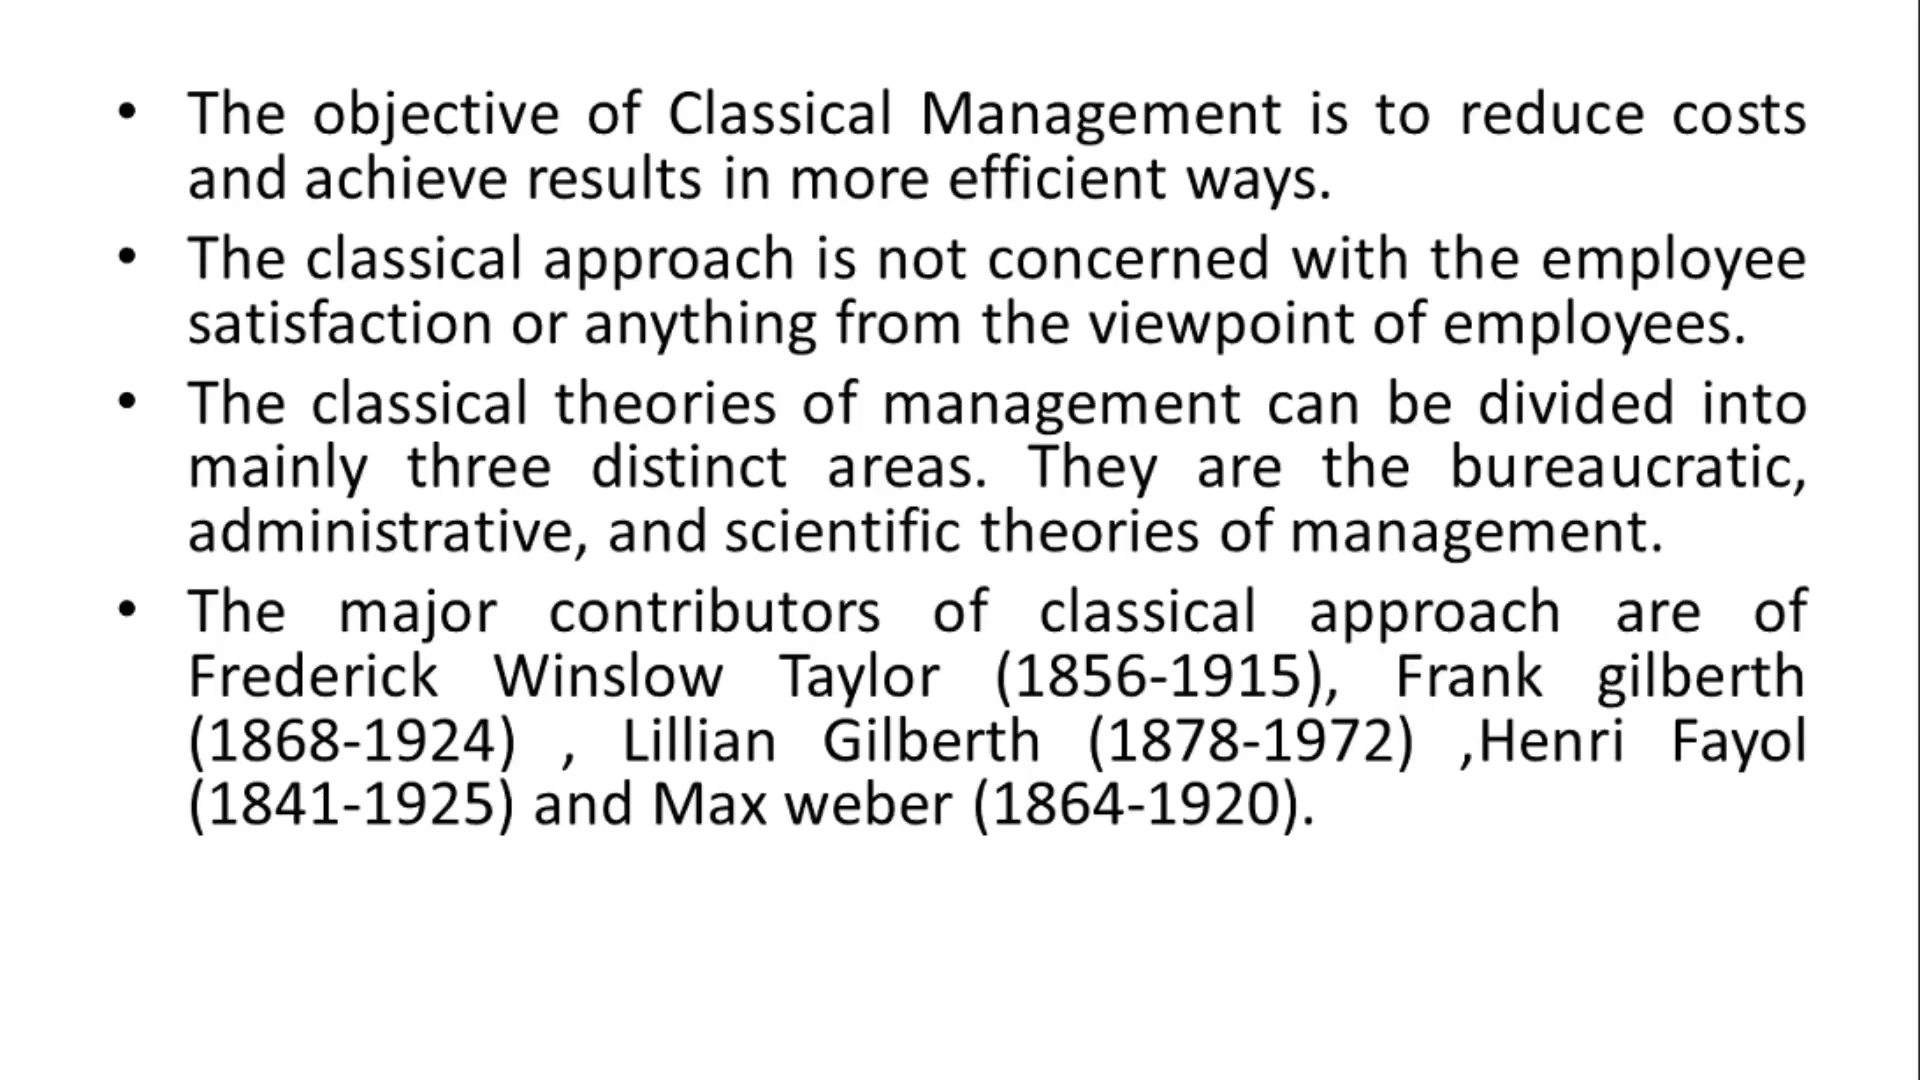 • The objective of Classical Management is to reduce costs
and achieve results in more efficient ways.
• The classical approach is not concerned with the employee
satisfaction or anything from the viewpoint of employees.
• The classical theories of management can be divided into
mainly three distinct areas. They are the bureaucratic,
administrative, and scientific theories of management.
• The major contributors of classical approach are of
Frederick Winslow Taylor (1856-1915), Frank gilberth
(1868-1924) , Lillian Gilberth (1878-1972) ,Henri Fayol
(1841-1925) and Max weber (1864-1920).